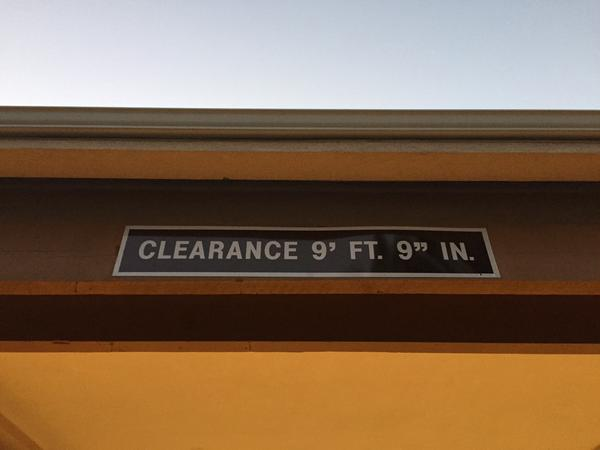 CLEARANCE 9’ FT. 9” IN.